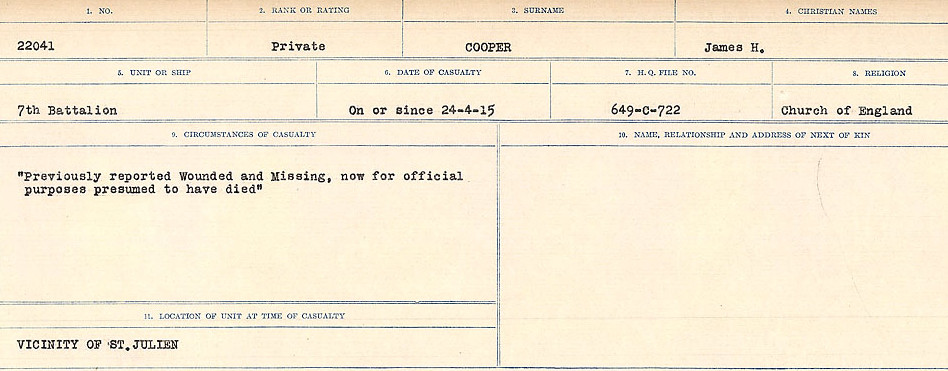 1. NO.
2. RANK OR RATING
3. SURNAME
4. CHRISTIAN NAMES
22041
Private
COOPER
James H.
5. UNIT OR SHIP
6. DATE OF CASUALTY
7. H.Q. FILE NO.
8. RELIGION
7th Battalion
On or since 24-4-15
649-C-722
Church of England
9. CIRCUMSTANCES OF CASUALTY
10. NAME, RELATIONSHIP AND ADDRESS OF NEXT OF KIN
"Previously reported Wounded and Missing, now for official
purposes presumed to have died"
11. LOCATION OF UNIT AT TIME OF CASUALTY
VICINITY OF ST. JULIEN